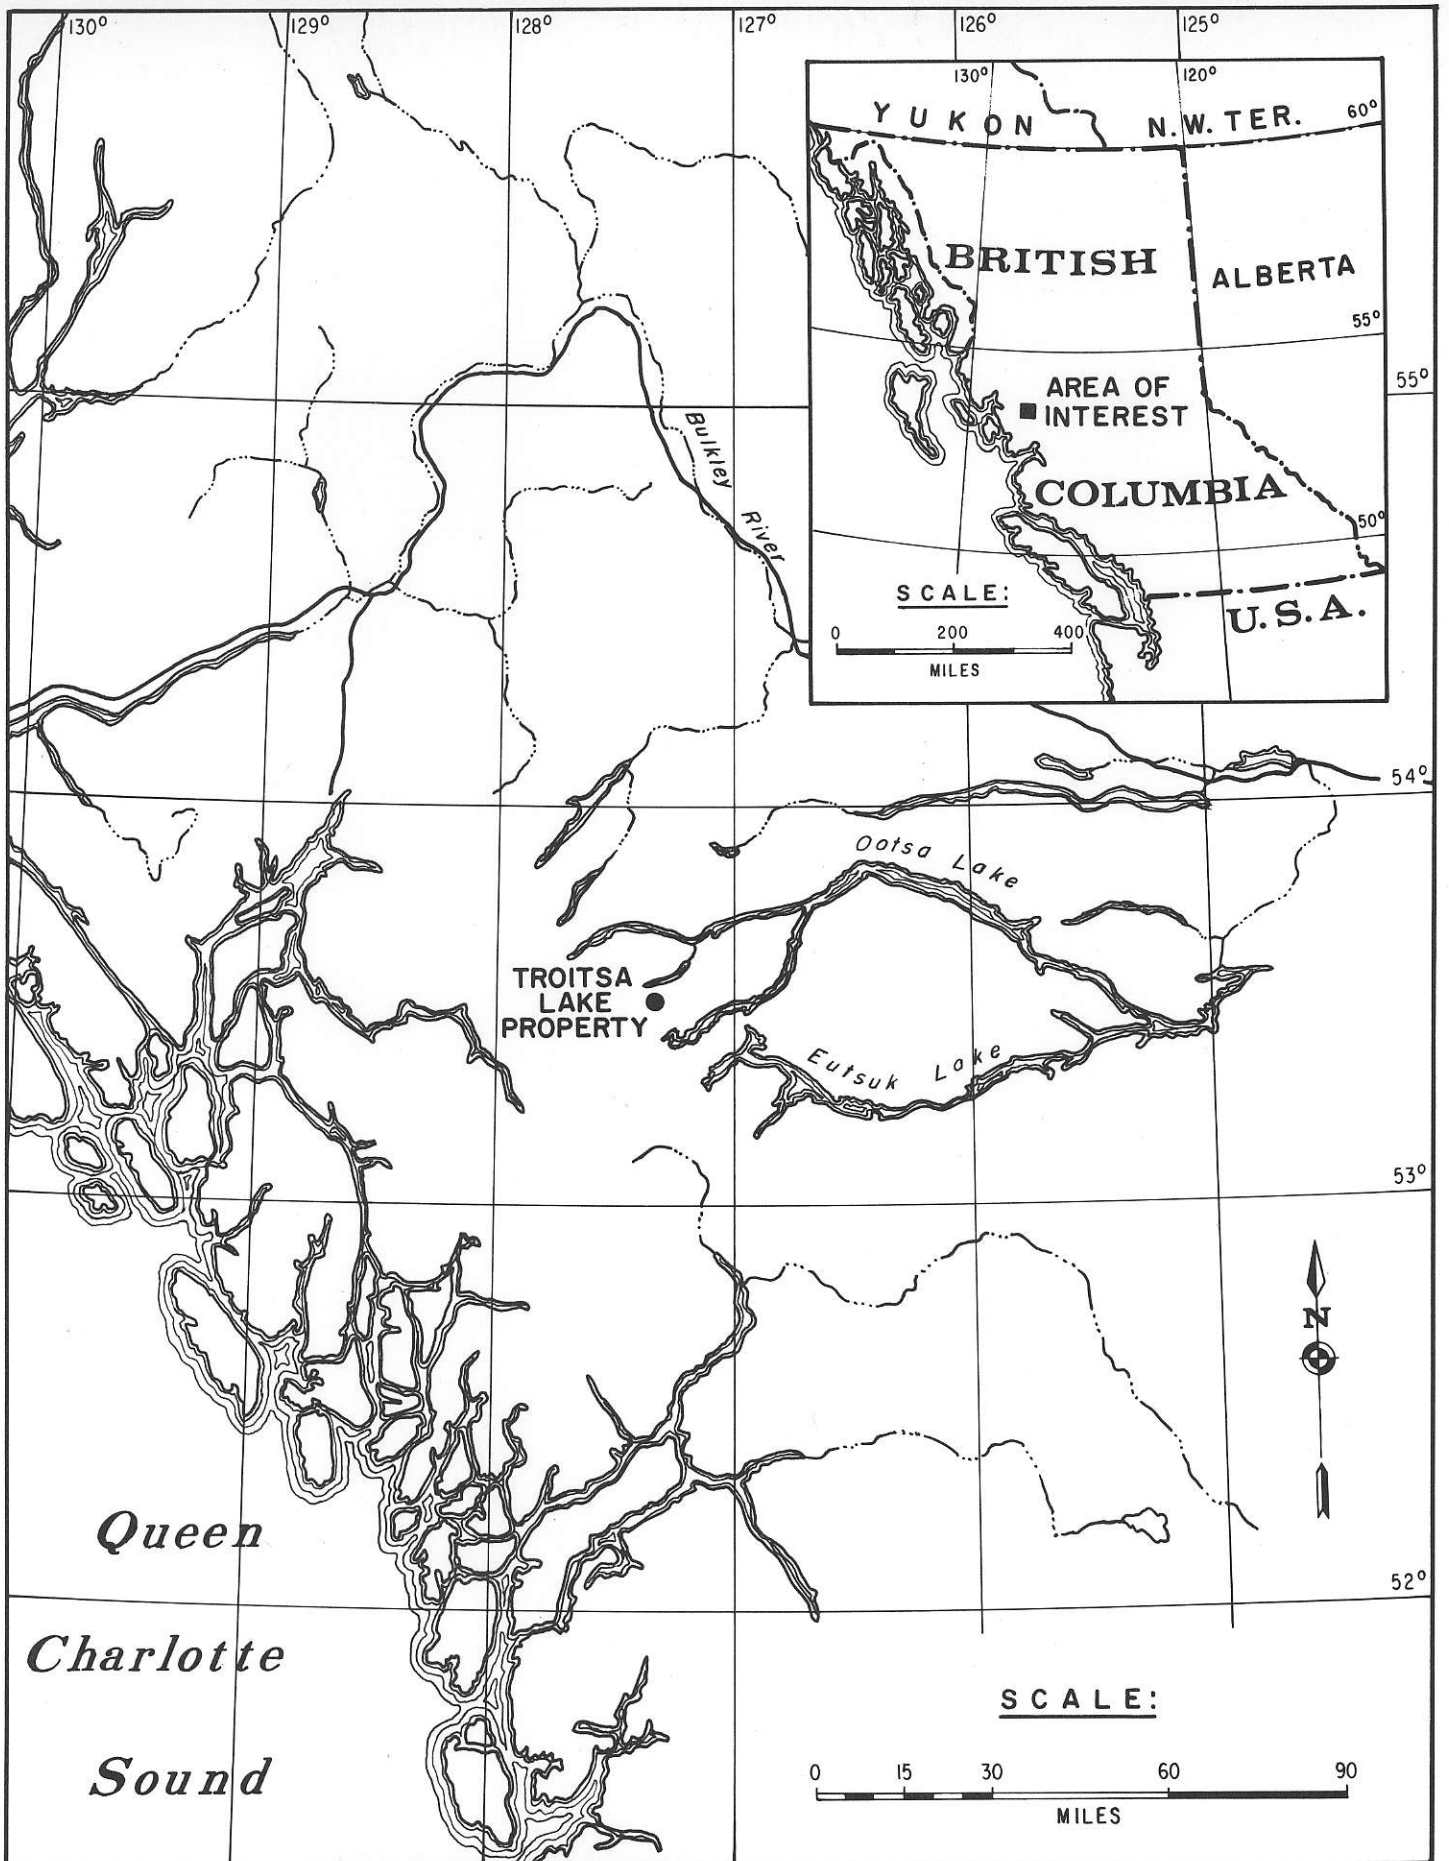 130° 129° 128° 127° 126° 125°
130° 120°
YUKON N.W. TER. 60°
BRITISH
ALBERTA
55°
AREA OF
INTEREST
COLUMBIA
50°
SCALE:
U.S.A.
0 200 400
MILES
55°
Bulkley River
54°
Ootsa Lake
TROITSA
LAKE
PROPERTY
Eutsuk Lake
53°
N
Queen
Charlotte
Sound
52°
SCALE:
0 15 30 60 90
MILES